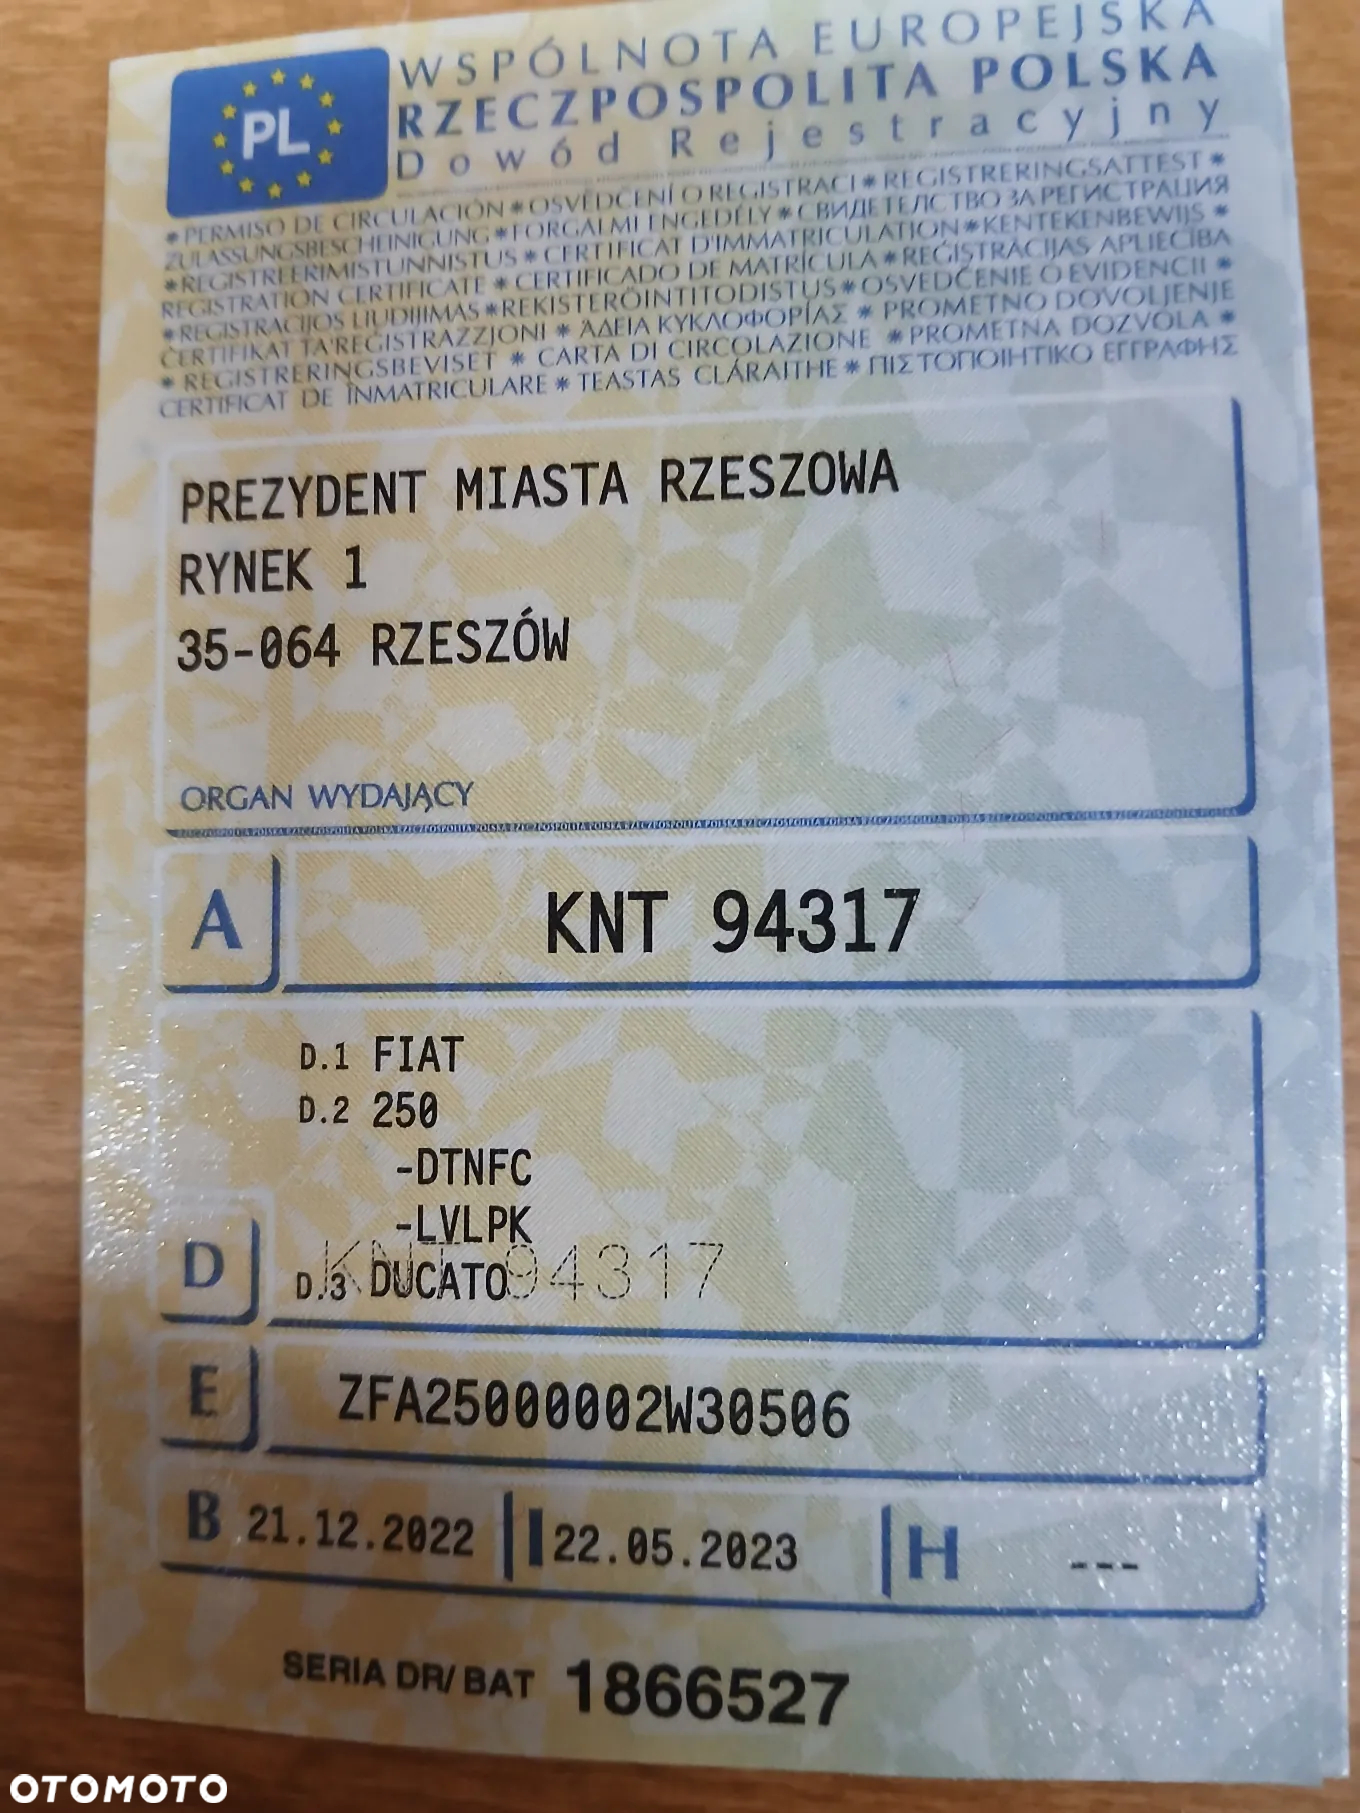 PL
WSPÓLNOTA EUROPEJSKA
RZECZPOSPOLITA POLSKA
Dowód Rejestracyjny
* PERMISO DE CIRCULACIÓN * OSVĚDČENÍ O REGISTRACI * REGISTRERINGSATTEST *
ZULASSUNGSBESCHEINIGUNG * FORGALMI ENGEDÉLY * СВИДЕТЕЛСТВО ЗА РЕГИСТРАЦИЯ
* REGISTREERIMISTUNNISTUS * CERTIFICAT D'IMMATRICULATION * KENTEKENBEWIJS *
REGISTRATION CERTIFICATE * CERTIFICADO DE MATRÍCULA * REĢISTRĀCIJAS APLIECĪBA
* REGISTRACIJOS LIUDIJIMAS * REKISTERÖINTITODISTUS * OSVEDČENIE O EVIDENCII *
ĊERTIFIKAT TA'REĠISTRAZZJONI * ΆΔΕΙΑ ΚΥΚΛΟΦΟΡΊΑΣ * PROMETNO DOVOLJENJE
* REGISTRERINGSBEVISET * CARTA DI CIRCOLAZIONE * PROMETNA DOZVOLA *
CERTIFICAT DE ÎNMATRICULARE * TEASTAS CLÁRAITHE * ΠΙΣΤΟΠΟΙΗΤΙΚΟ ΕΓΓΡΑΦΗΣ
PREZYDENT MIASTA RZESZOWA
RYNEK 1
35-064 RZESZÓW
ORGAN WYDAJĄCY
A KNT 94317
D.1 FIAT
D.2 250
-DTNFC
-LVLPK
D D.3 DUCATO
KNT 94317
E ZFA25000002W30506
B 21.12.2022 I 22.05.2023 H ---
SERIA DR/ BAT 1866527
OTOMOTO